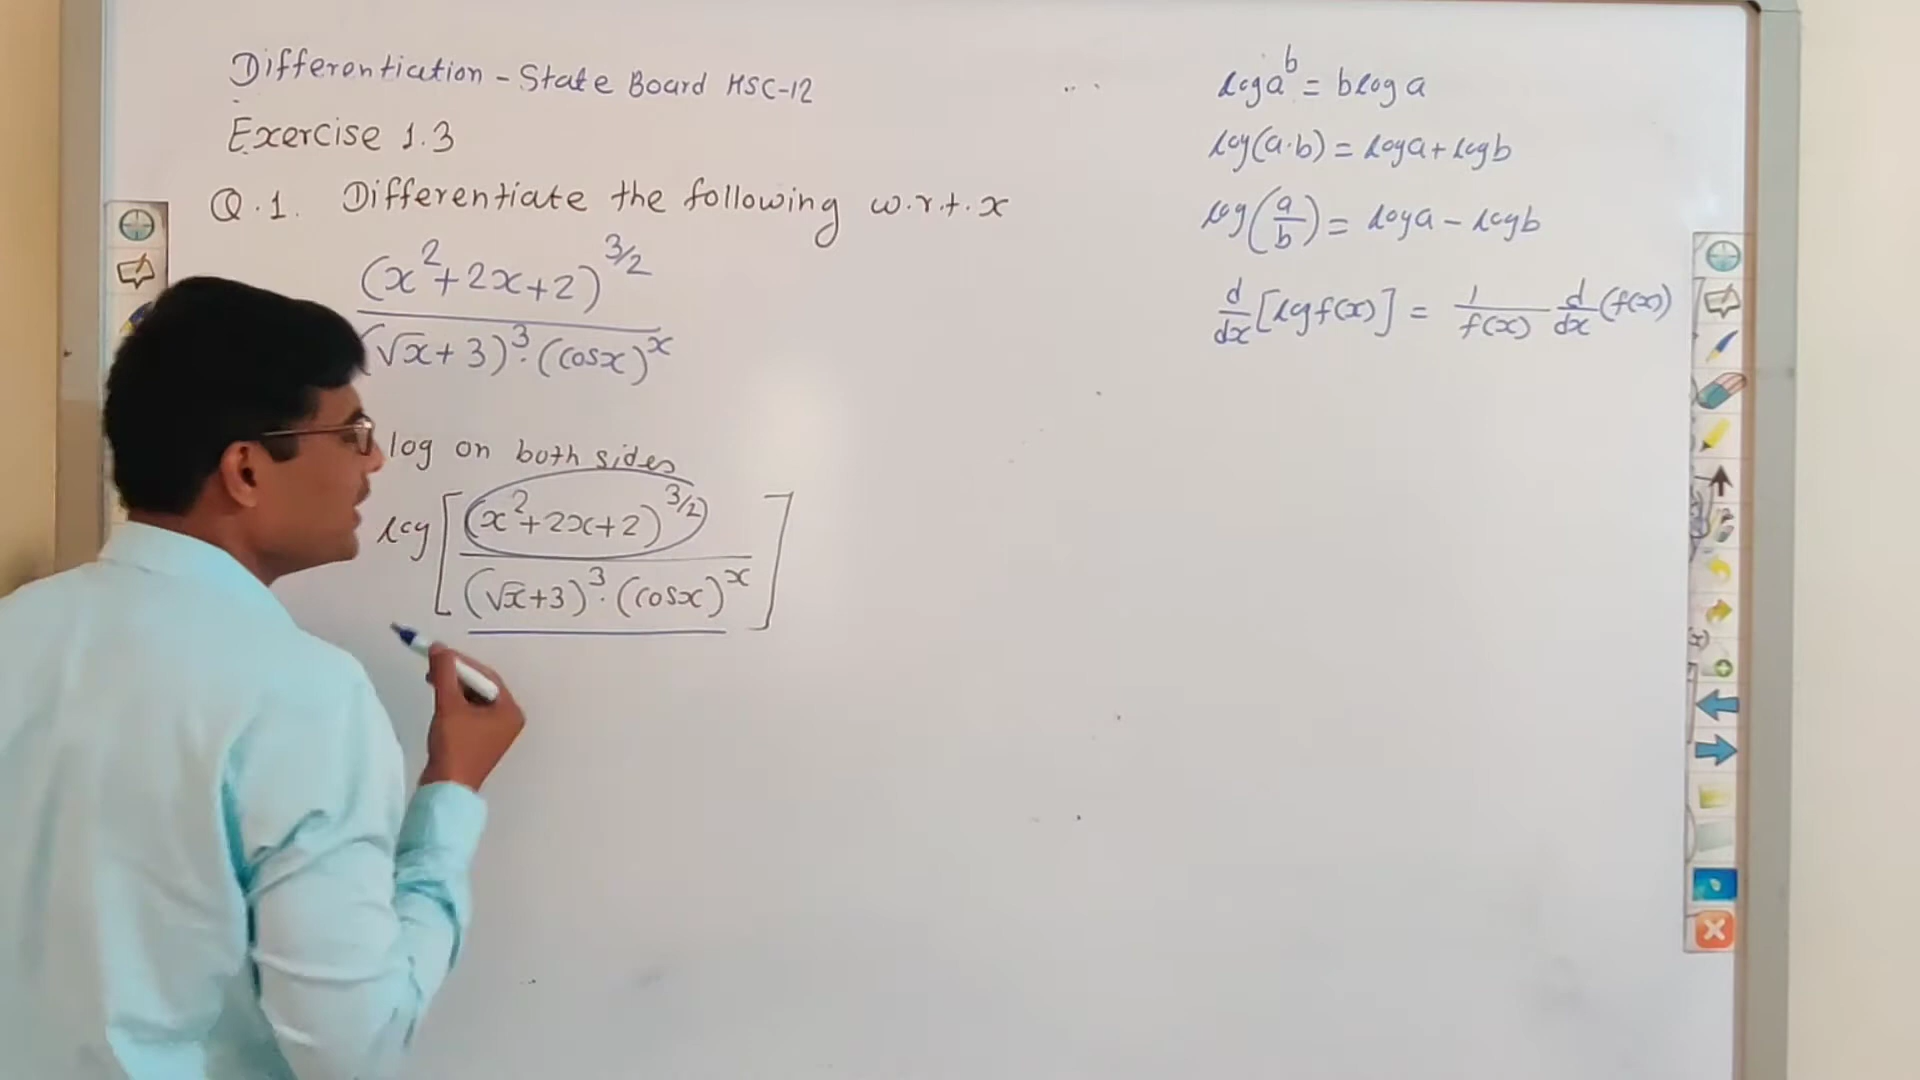 Differentiation - State Board HSC-12
Exercise 1.3
Q.1. Differentiate the following w.r.t. x
(x²+2x+2)^3/2
(√x+3)³·(cosx)^x
log on both sides
log[(x²+2x+2)^3/2
(√x+3)³·(cosx)^x]
log a^b = b log a
log(a·b) = log a + log b
log(a/b) = log a - log b
d/dx [log f(x)] = 1/f(x) d/dx (f(x))
(x)